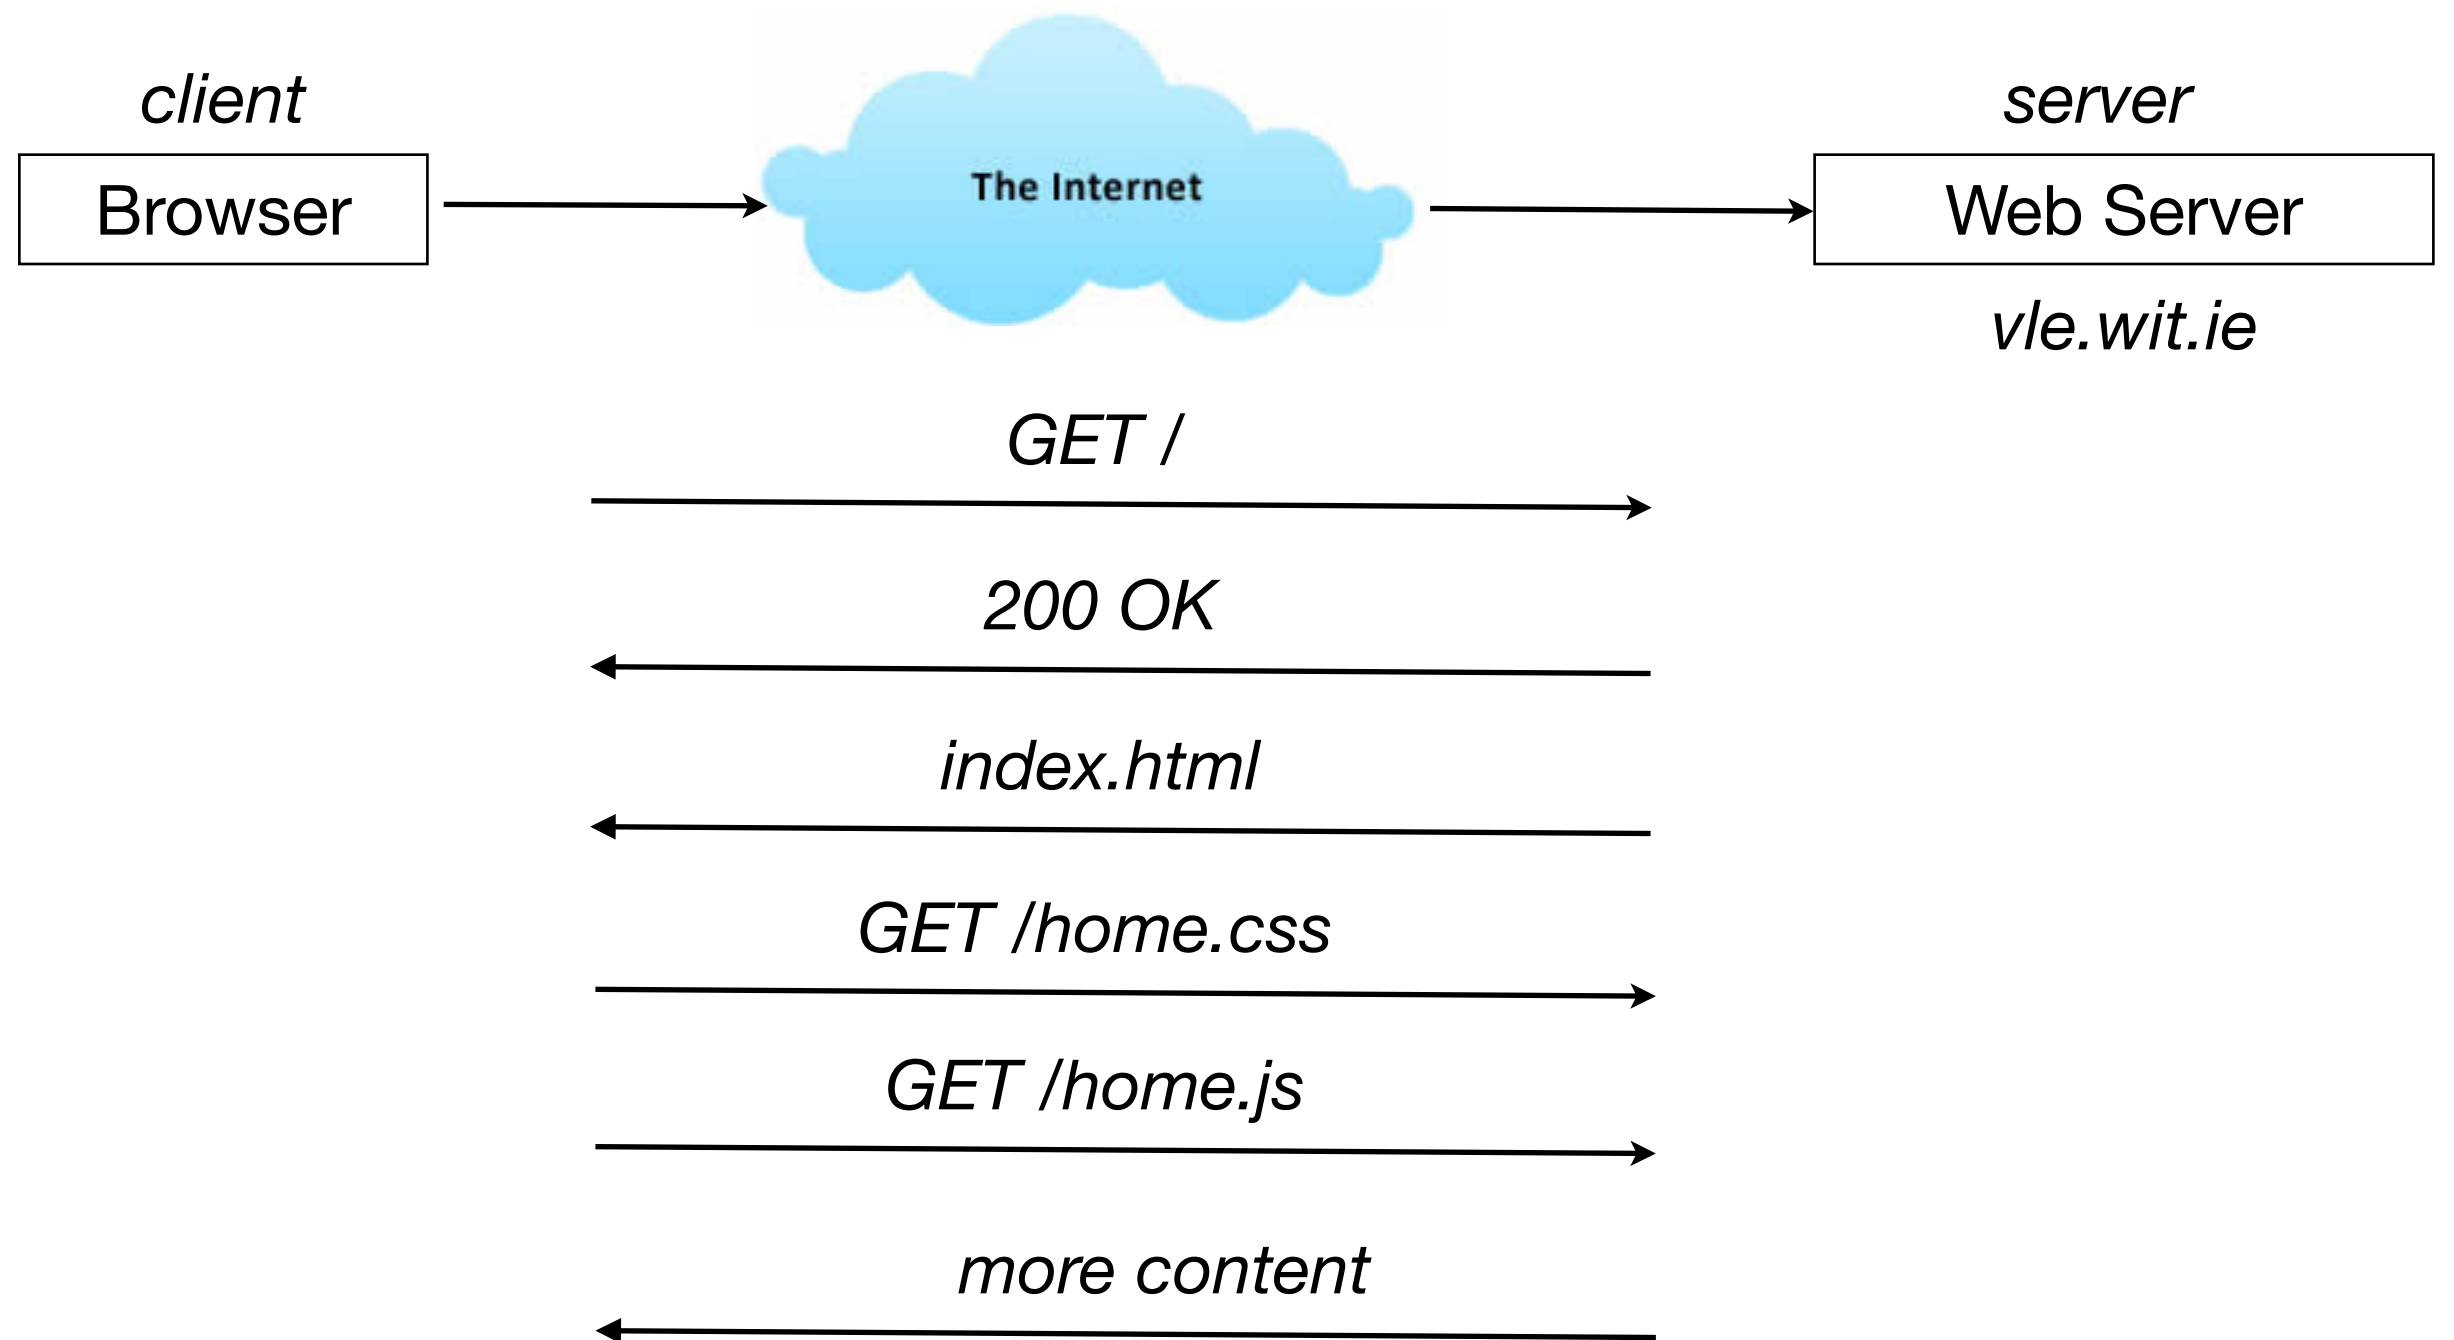 client
server
Browser
The Internet
Web Server
vle.wit.ie
GET /
200 OK
index.html
GET /home.css
GET /home.js
more content